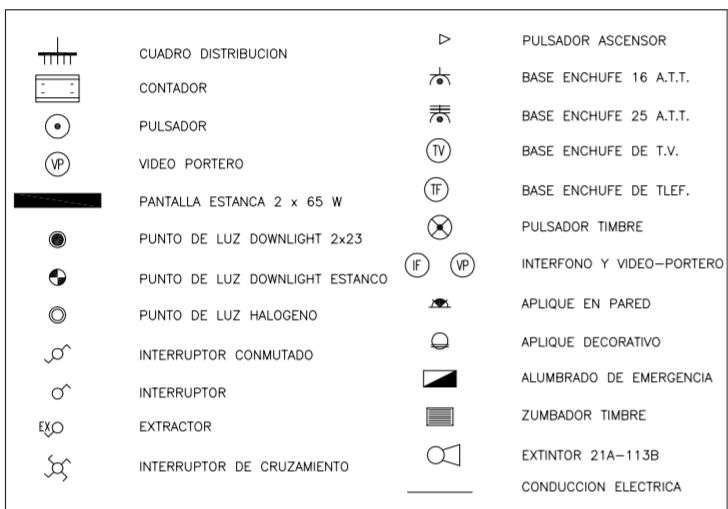 CUADRO DISTRIBUCION
CONTADOR
PULSADOR
VP VIDEO PORTERO
PANTALLA ESTANCA 2 x 65 W
PUNTO DE LUZ DOWNLIGHT 2x23
PUNTO DE LUZ DOWNLIGHT ESTANCO
PUNTO DE LUZ HALOGENO
INTERRUPTOR CONMUTADO
INTERRUPTOR
EX EXTRACTOR
INTERRUPTOR DE CRUZAMIENTO
PULSADOR ASCENSOR
BASE ENCHUFE 16 A.T.T.
BASE ENCHUFE 25 A.T.T.
TV BASE ENCHUFE DE T.V.
TF BASE ENCHUFE DE TLEF.
PULSADOR TIMBRE
IF VP INTERFONO Y VIDEO-PORTERO
APLIQUE EN PARED
APLIQUE DECORATIVO
ALUMBRADO DE EMERGENCIA
ZUMBADOR TIMBRE
EXTINTOR 21A-113B
CONDUCCION ELECTRICA